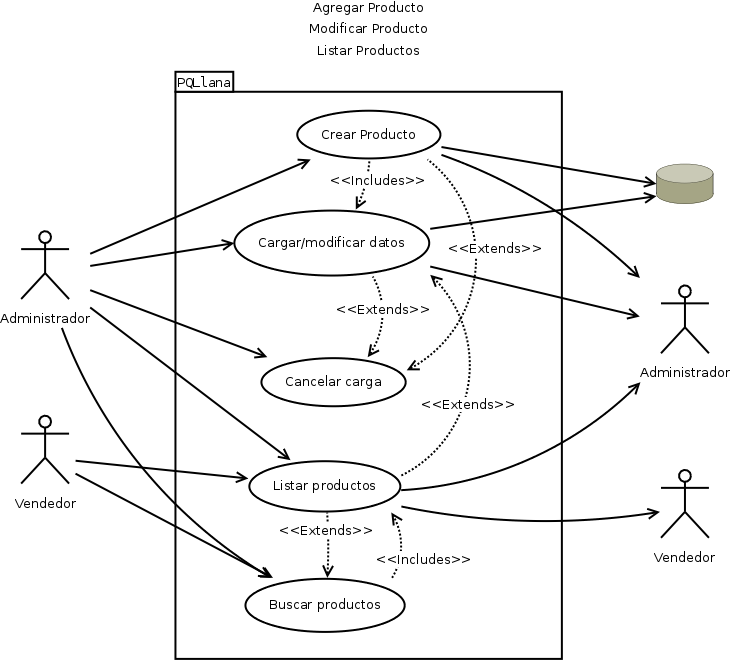 Agregar Producto
Modificar Producto
Listar Productos
PQLlana
Crear Producto
<<Includes>>
Cargar/modificar datos
<<Extends>>
<<Extends>>
Administrador
Cancelar carga
Administrador
<<Extends>>
Listar productos
Vendedor
<<Extends>>
<<Includes>>
Vendedor
Buscar productos